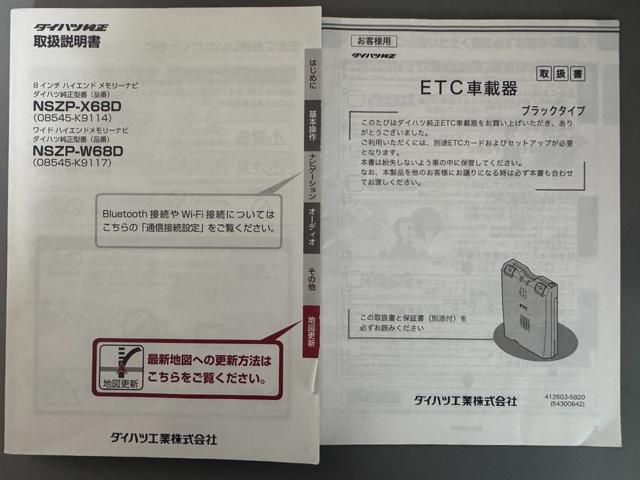 ダイハツ純正
取扱説明書
8インチ ハイエンド メモリーナビ
ダイハツ純正型番（品番）
NSZP-X68D
(08545-K9114)
ワイド ハイエンドメモリーナビ
ダイハツ純正型番（品番）
NSZP-W68D
(08545-K9117)
Bluetooth 接続や Wi-Fi 接続については
こちらの「通信接続設定」をご覧ください。
最新地図への更新方法は
こちらをご覧ください。
地図更新
ダイハツ工業株式会社
はじめに
基本操作
ナビゲーション
オーディオ
その他
地図更新
お客様用
ダイハツ純正
取扱書
ETC車載器
ブラックタイプ
このたびはダイハツ純正ETC車載器をお買い上げいただき、あり
がとうございました。
ご利用いただくには、別途ETCカードおよびセットアップが必要
となります。
本書は紛失しないよう車の中に保管してください。
なお、本製品を他のお客様にお譲りになる時は必ず本書も合わせ
てお渡しください。
ETC
この取扱書と保証書（別添付）を
必ずお読みください
ダイハツ工業株式会社
412603-5820
(54300642)